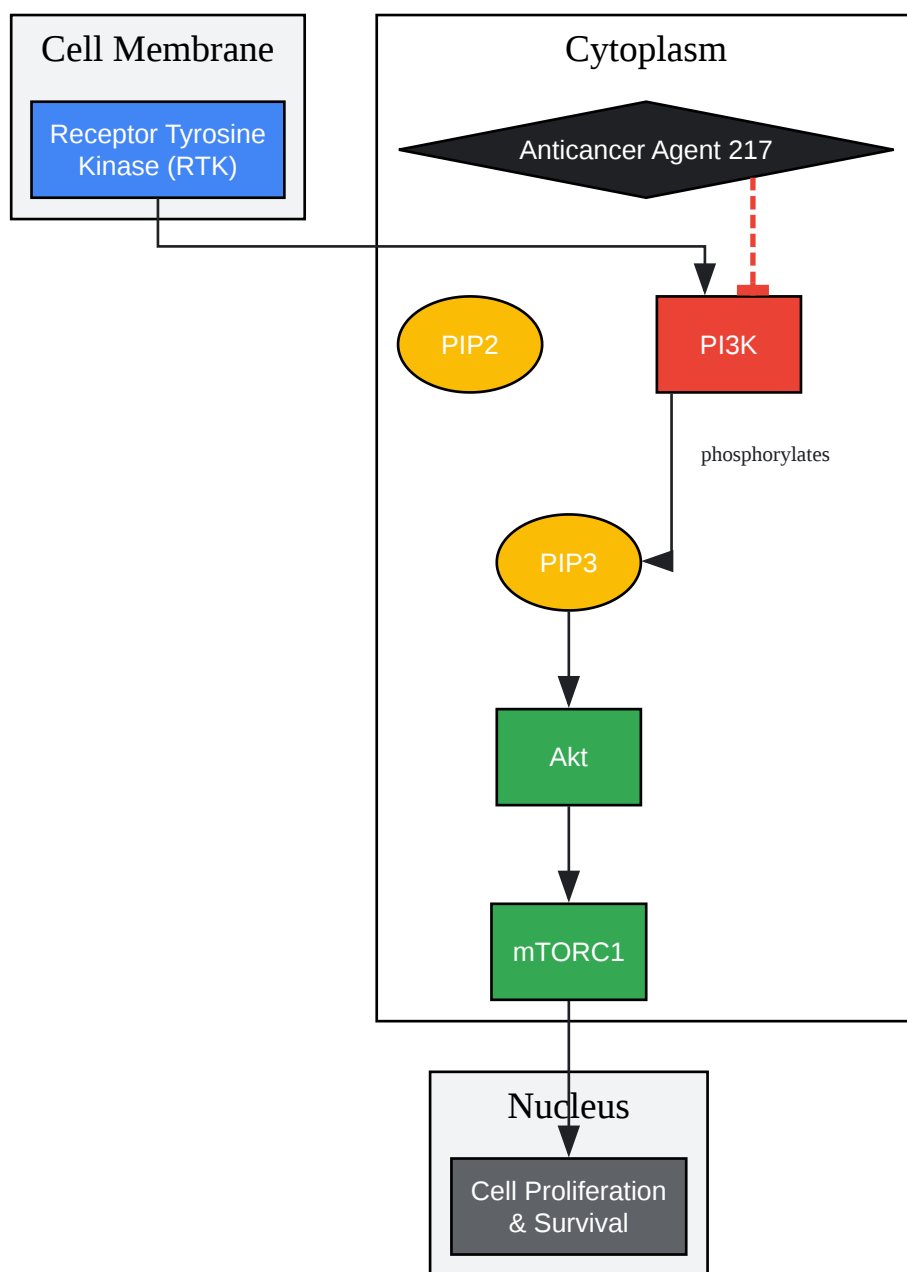 Cell Membrane
Receptor Tyrosine
Kinase (RTK)
Cytoplasm
Anticancer Agent 217
PIP2
PI3K
phosphorylates
PIP3
Akt
mTORC1
Nucleus
Cell Proliferation
& Survival